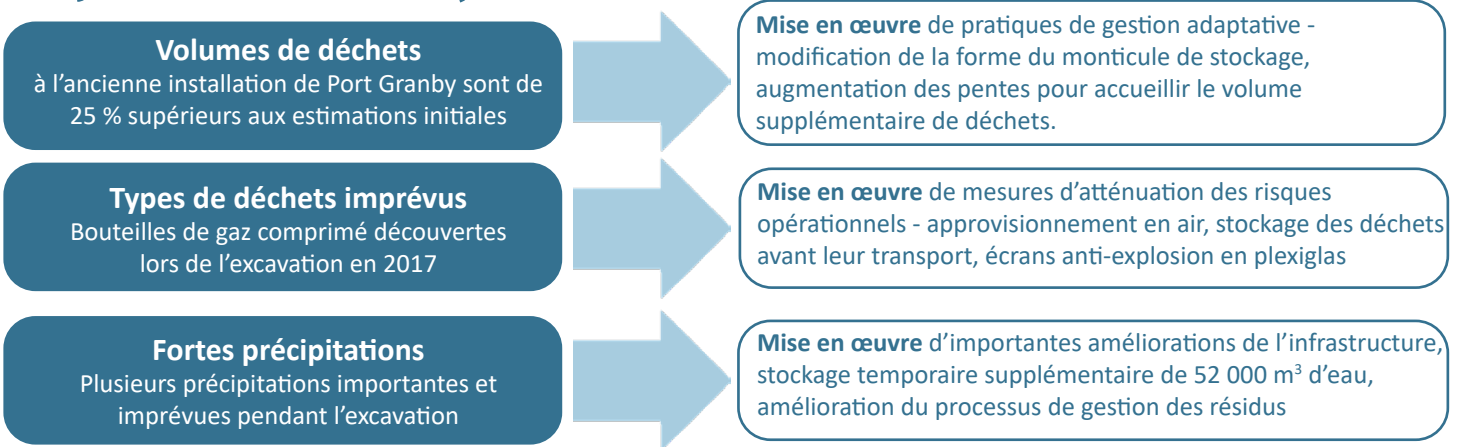 Volumes de déchets
à l'ancienne installation de Port Granby sont de
25 % supérieurs aux estimations initiales
Mise en œuvre de pratiques de gestion adaptative -
modification de la forme du monticule de stockage,
augmentation des pentes pour accueillir le volume
supplémentaire de déchets.
Types de déchets imprévus
Bouteilles de gaz comprimé découvertes
lors de l'excavation en 2017
Mise en œuvre de mesures d'atténuation des risques
opérationnels - approvisionnement en air, stockage des déchets
avant leur transport, écrans anti-explosion en plexiglas
Fortes précipitations
Plusieurs précipitations importantes et
imprévues pendant l'excavation
Mise en œuvre d'importantes améliorations de l'infrastructure,
stockage temporaire supplémentaire de 52 000 m³ d'eau,
amélioration du processus de gestion des résidus